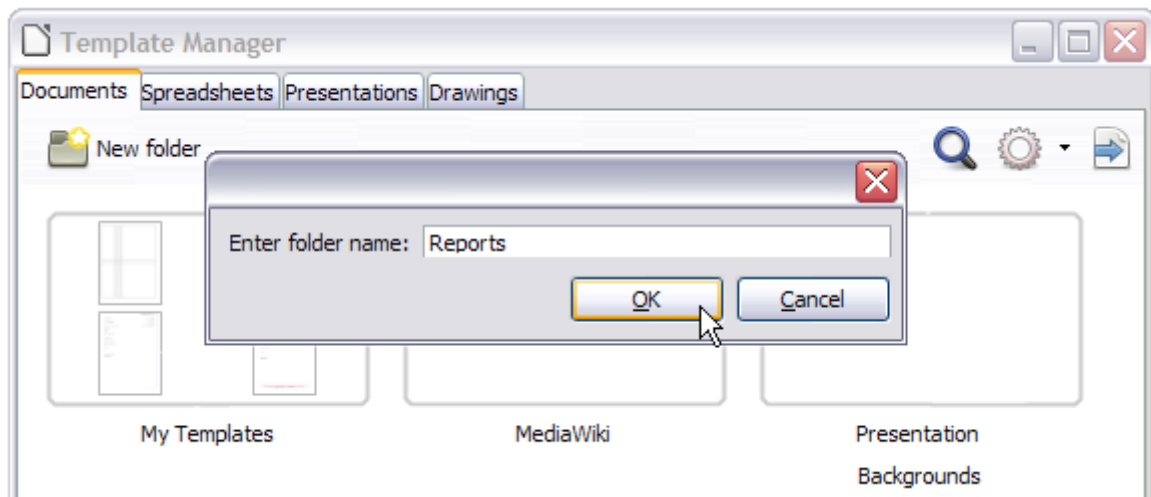 Template Manager
Documents Spreadsheets Presentations Drawings
New folder
Enter folder name: Reports
OK Cancel
My Templates MediaWiki Presentation
Backgrounds